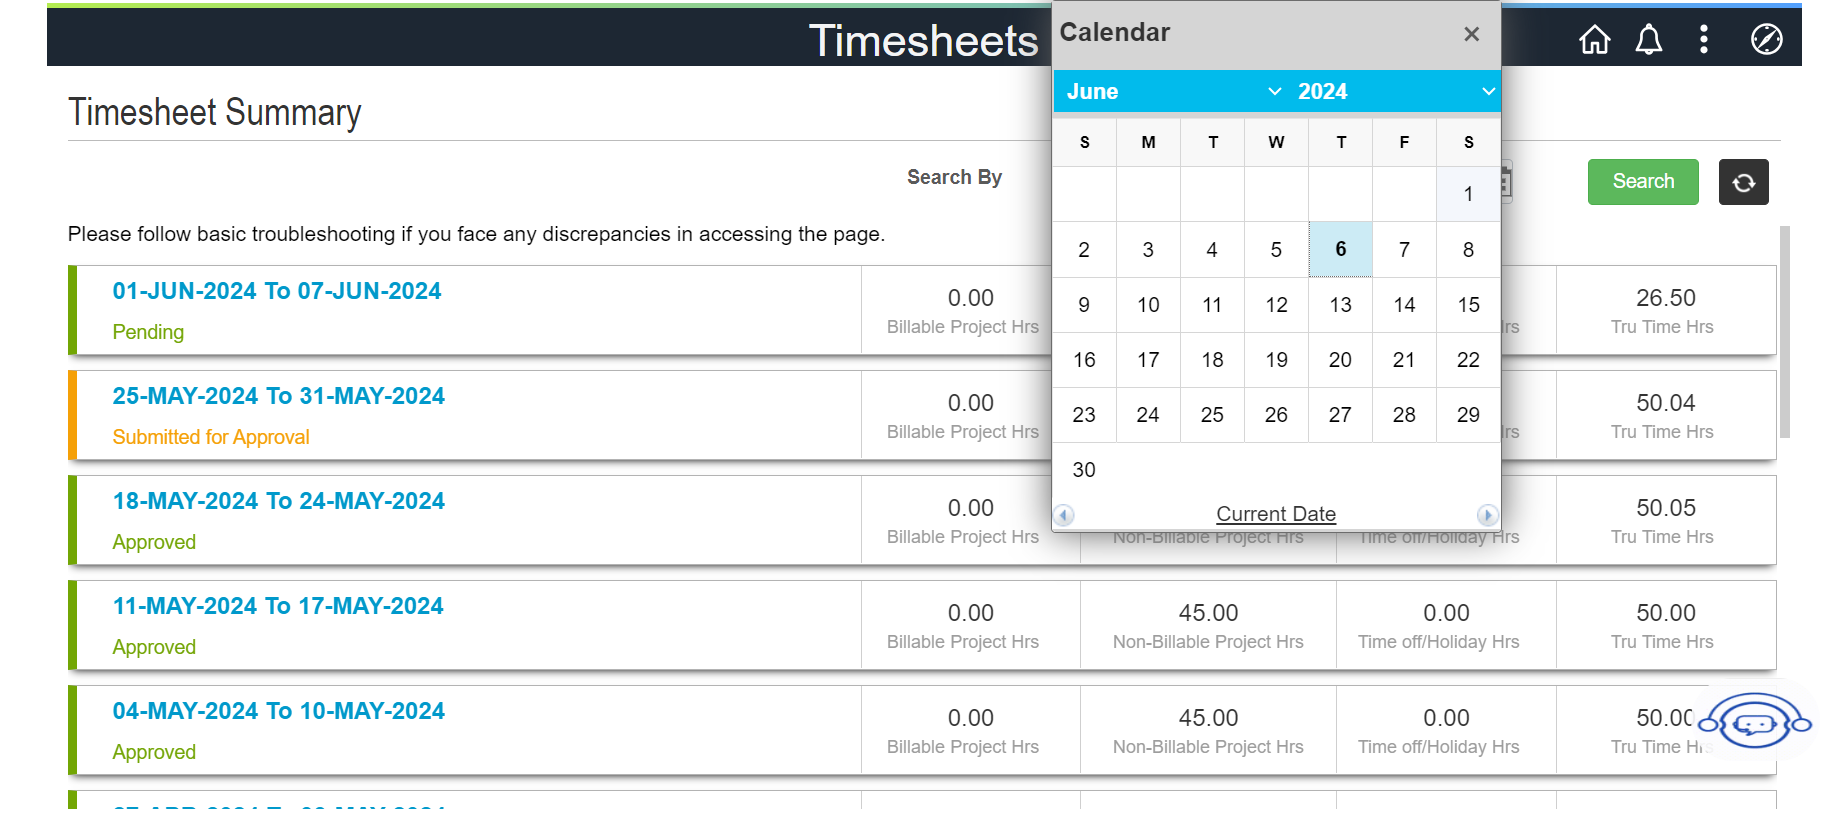 Timesheets
Calendar ×
June 2024
Timesheet Summary
S M T W T F S
Search By
Search
1
Please follow basic troubleshooting if you face any discrepancies in accessing the page.
2 3 4 5 6 7 8
9 10 11 12 13 14 15
16 17 18 19 20 21 22
23 24 25 26 27 28 29
30
Current Date
01-JUN-2024 To 07-JUN-2024
Pending
0.00
Billable Project Hrs
rs
26.50
Tru Time Hrs
25-MAY-2024 To 31-MAY-2024
Submitted for Approval
0.00
Billable Project Hrs
rs
50.04
Tru Time Hrs
18-MAY-2024 To 24-MAY-2024
Approved
0.00
Billable Project Hrs
Non-Billable Project Hrs
Time off/Holiday Hrs
50.05
Tru Time Hrs
11-MAY-2024 To 17-MAY-2024
Approved
0.00
Billable Project Hrs
45.00
Non-Billable Project Hrs
0.00
Time off/Holiday Hrs
50.00
Tru Time Hrs
04-MAY-2024 To 10-MAY-2024
Approved
0.00
Billable Project Hrs
45.00
Non-Billable Project Hrs
0.00
Time off/Holiday Hrs
50.00
Tru Time Hrs